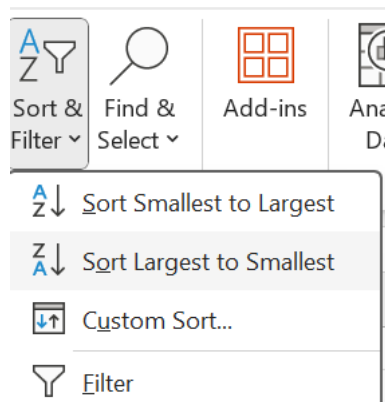 Sort & Filter
Find & Select
Add-ins
Sort Smallest to Largest
Sort Largest to Smallest
Custom Sort...
Filter